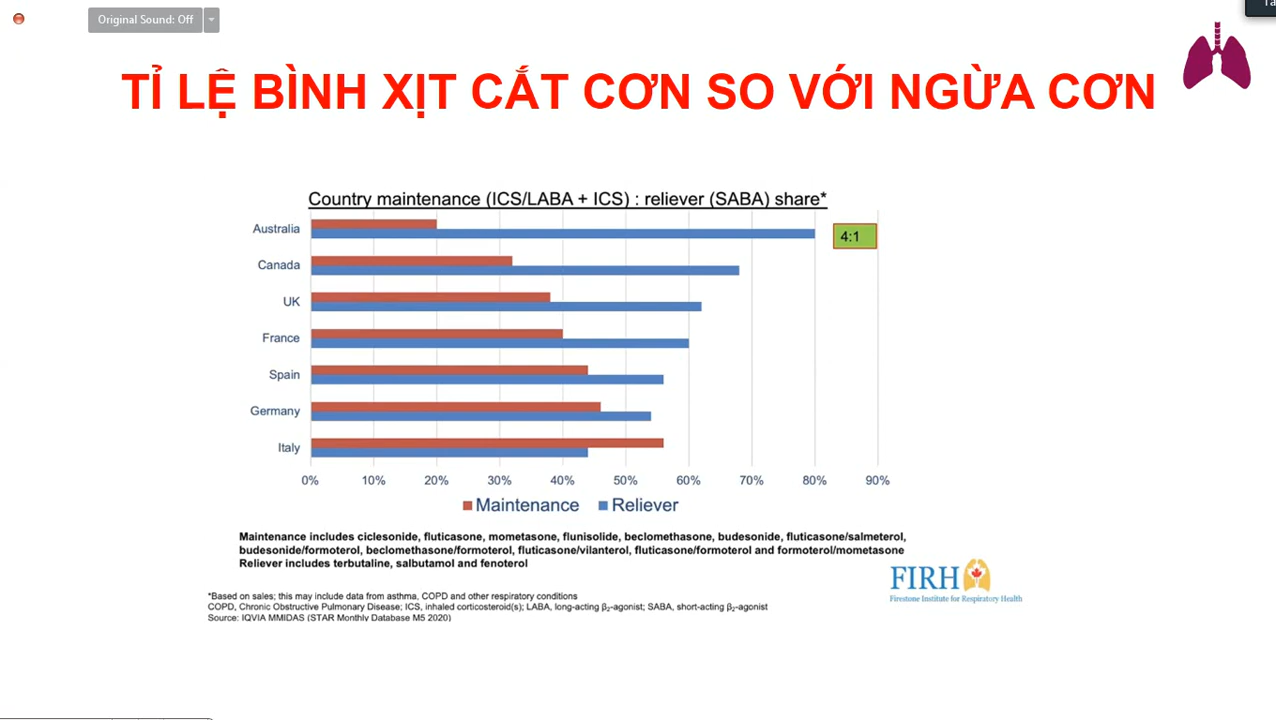 Original Sound: Off
Ta
TỈ LỆ BÌNH XỊT CẮT CƠN SO VỚI NGỪA CƠN
Country maintenance (ICS/LABA + ICS) : reliever (SABA) share*
Australia
4:1
Canada
UK
France
Spain
Germany
Italy
0% 10% 20% 30% 40% 50% 60% 70% 80% 90%
Maintenance Reliever
Maintenance includes ciclesonide, fluticasone, mometasone, flunisolide, beclomethasone, budesonide, fluticasone/salmeterol,
budesonide/formoterol, beclomethasone/formoterol, fluticasone/vilanterol, fluticasone/formoterol and formoterol/mometasone
Reliever includes terbutaline, salbutamol and fenoterol
FIRH
Firestone Institute for Respiratory Health
*Based on sales; this may include data from asthma, COPD and other respiratory conditions
COPD, Chronic Obstructive Pulmonary Disease; ICS, inhaled corticosteroid(s); LABA, long-acting β₂-agonist; SABA, short-acting β₂-agonist
Source: IQVIA MMIDAS (STAR Monthly Database M5 2020)